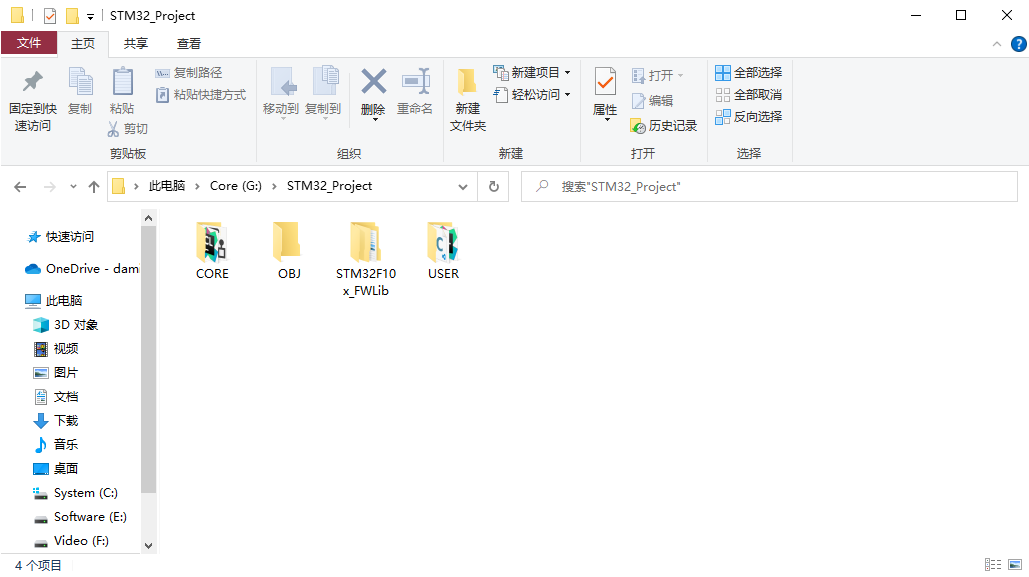 STM32_Project
文件 主页 共享 查看
固定到快速访问
复制
粘贴
复制路径
粘贴快捷方式
剪切
剪贴板
移动到
复制到
删除
重命名
组织
新建
文件夹
新建项目
轻松访问
新建
属性
打开
编辑
历史记录
打开
全部选择
全部取消
反向选择
选择
此电脑 Core (G:) STM32_Project
搜索"STM32_Project"
快速访问
OneDrive - dam
此电脑
3D 对象
视频
图片
文档
下载
音乐
桌面
System (C:)
Software (E:)
Video (F:)
CORE
OBJ
STM32F10
x_FWLib
USER
4 个项目